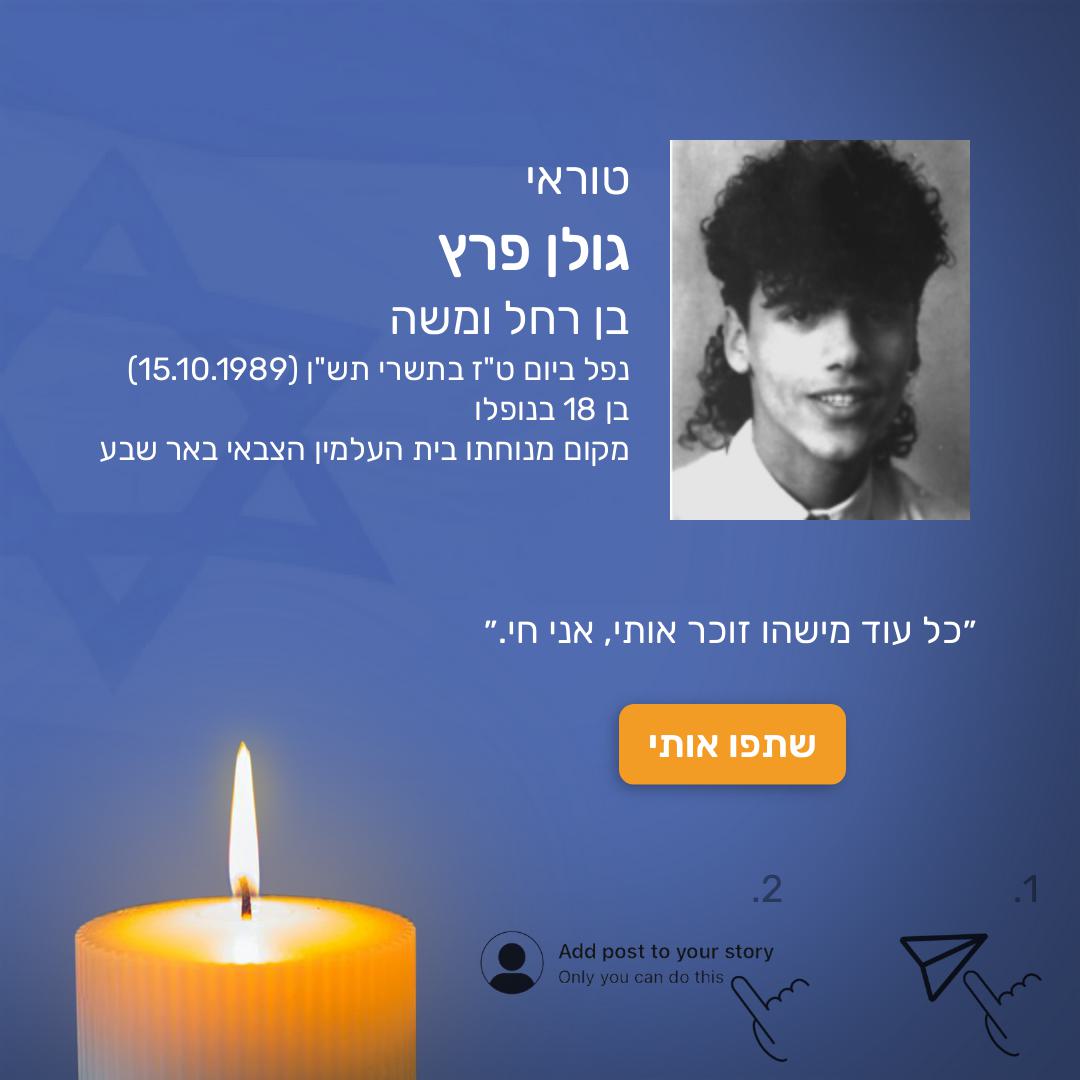 טוראי
גולן פרץ
בן רחל ומשה
נפל ביום ט"ז בתשרי תש"ן (15.10.1989)
בן 18 בנופלו
מקום מנוחתו בית העלמין הצבאי באר שבע
״כל עוד מישהו זוכר אותי, אני חי.״
שתפו אותי
1.
2.
Add post to your story
Only you can do this